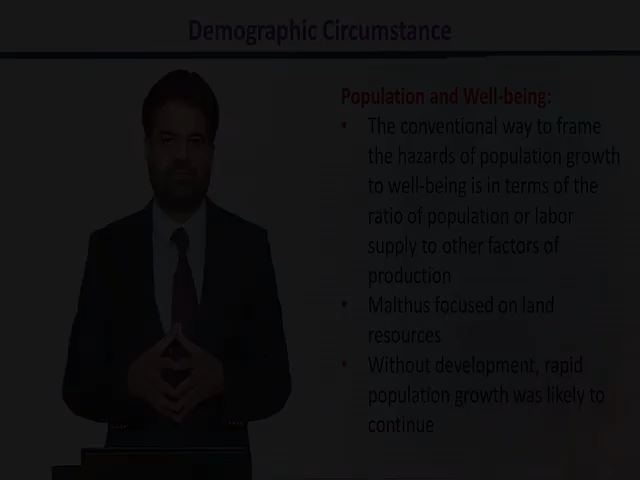 Demographic Circumstance
Population and Well-being:
• The conventional way to frame
the hazards of population growth
to well-being is in terms of the
ratio of population or labor
supply to other factors of
production
• Malthus focused on land
resources
• Without development, rapid
population growth was likely to
continue